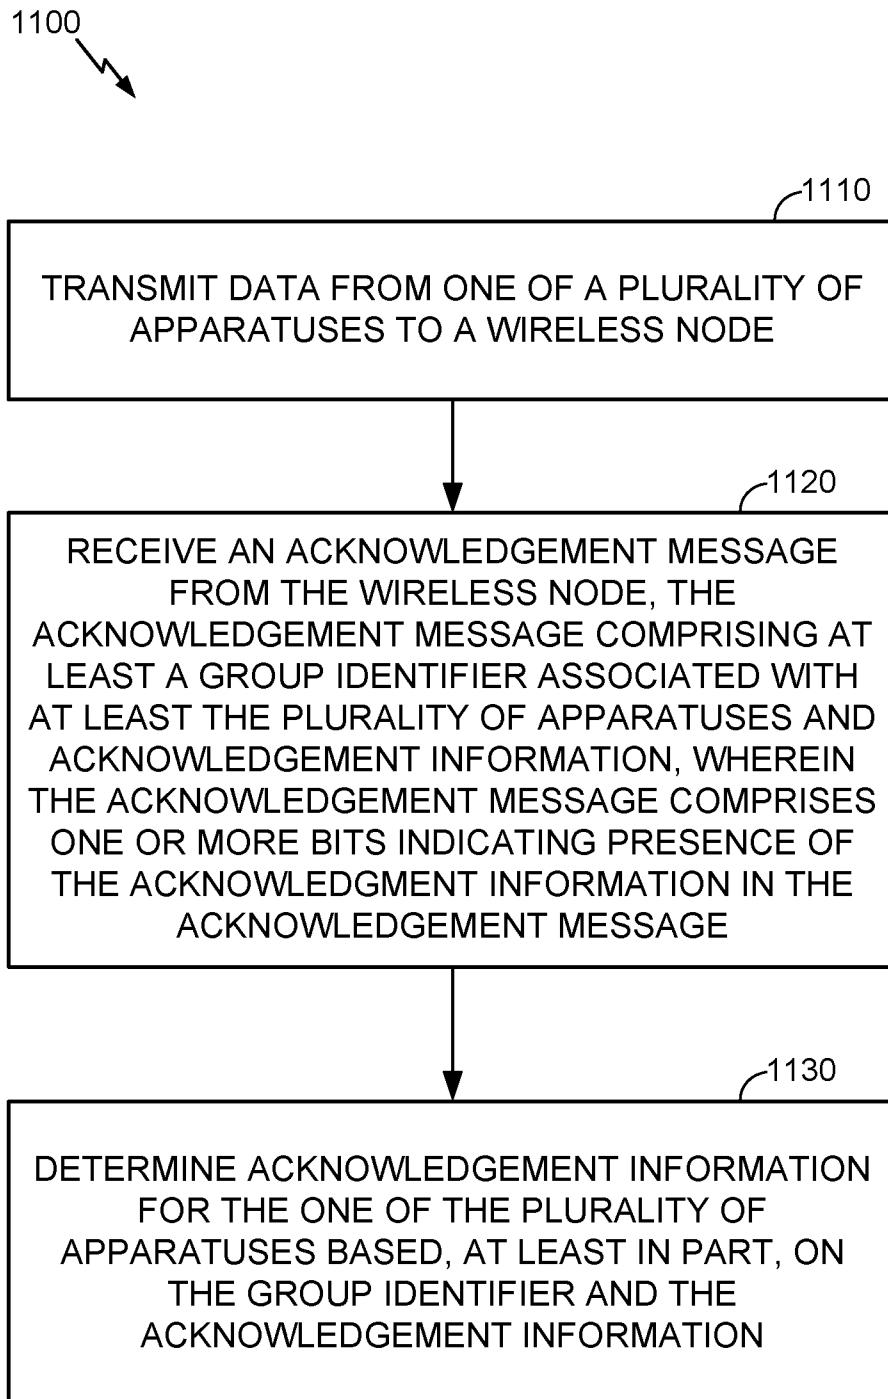 1100
1110
TRANSMIT DATA FROM ONE OF A PLURALITY OF
APPARATUSES TO A WIRELESS NODE
1120
RECEIVE AN ACKNOWLEDGEMENT MESSAGE
FROM THE WIRELESS NODE, THE
ACKNOWLEDGEMENT MESSAGE COMPRISING AT
LEAST A GROUP IDENTIFIER ASSOCIATED WITH
AT LEAST THE PLURALITY OF APPARATUSES AND
ACKNOWLEDGEMENT INFORMATION, WHEREIN
THE ACKNOWLEDGEMENT MESSAGE COMPRISES
ONE OR MORE BITS INDICATING PRESENCE OF
THE ACKNOWLEDGMENT INFORMATION IN THE
ACKNOWLEDGEMENT MESSAGE
1130
DETERMINE ACKNOWLEDGEMENT INFORMATION
FOR THE ONE OF THE PLURALITY OF
APPARATUSES BASED, AT LEAST IN PART, ON
THE GROUP IDENTIFIER AND THE
ACKNOWLEDGEMENT INFORMATION